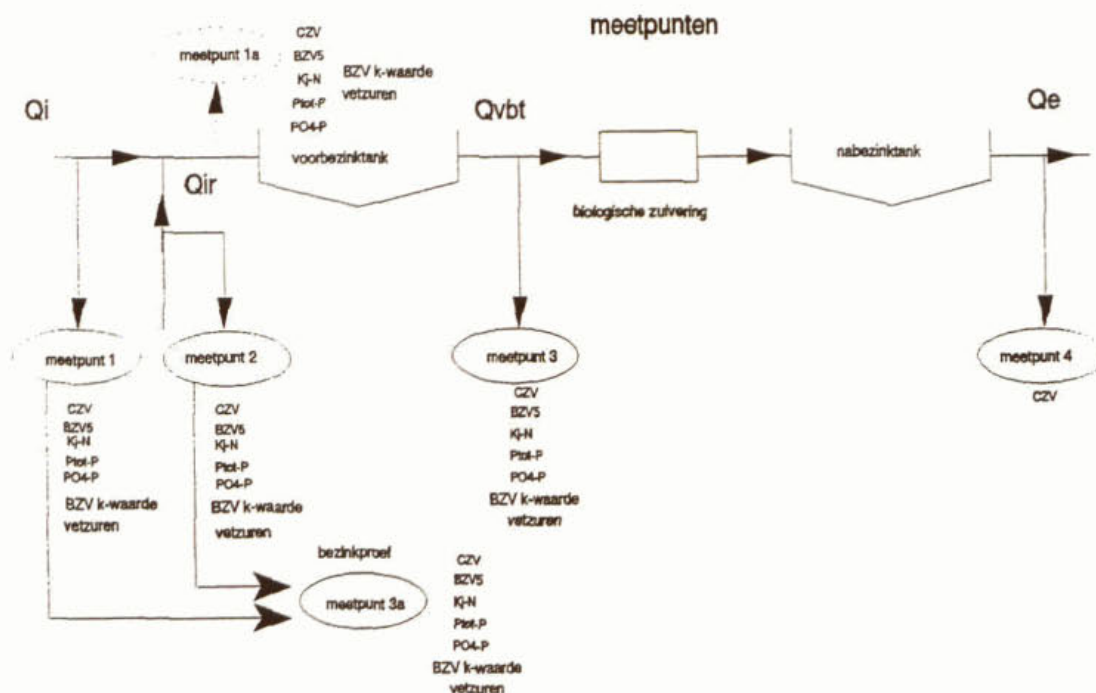 meetpunten
CZV
meetpunt 1a
BZV5
BZV k-waarde
Kj-N
vetzuren
Ptot-P
PO4-P
Qi
Qvbt
Qe
voorbezinktank
nabezinktank
Qir
biologische zuivering
meetpunt 1
meetpunt 2
meetpunt 3
meetpunt 4
CZV
BZV5
Kj-N
Ptot-P
PO4-P
BZV k-waarde
vetzuren
CZV
BZV5
Kj-N
Ptot-P
PO4-P
BZV k-waarde
vetzuren
CZV
BZV5
Kj-N
Ptot-P
PO4-P
BZV k-waarde
vetzuren
CZV
bezinkproef
meetpunt 3a
CZV
BZV5
Kj-N
Ptot-P
PO4-P
BZV k-waarde
vetzuren